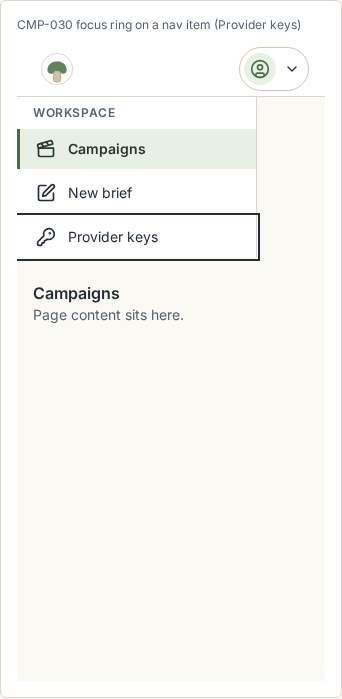 CMP-030 focus ring on a nav item (Provider keys)
WORKSPACE
Campaigns
New brief
Provider keys
Campaigns
Page content sits here.